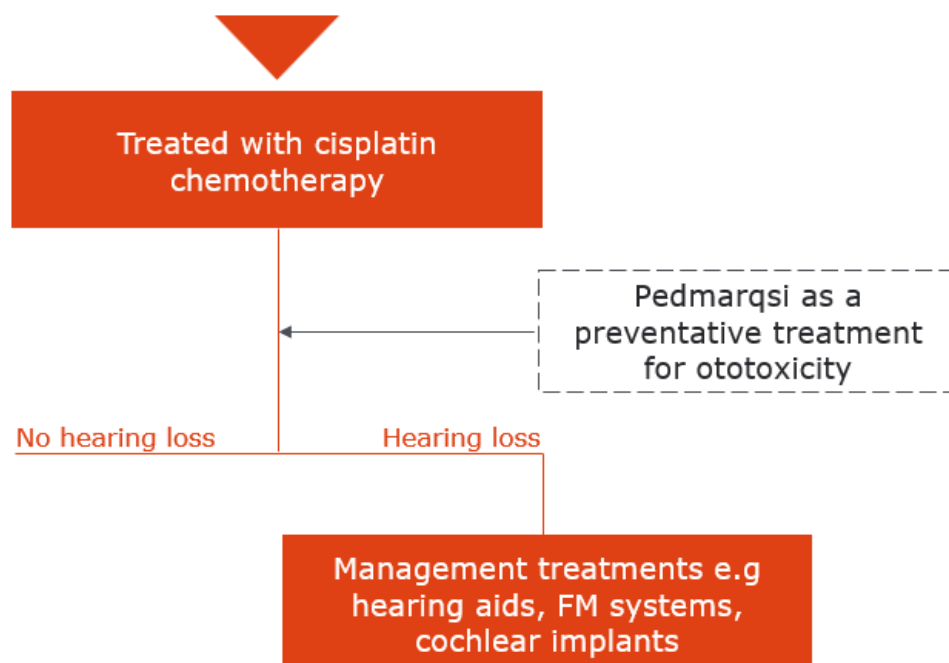 Treated with cisplatin
chemotherapy
Pedmarqsi as a
preventative treatment
for ototoxicity
No hearing loss
Hearing loss
Management treatments e.g
hearing aids, FM systems,
cochlear implants